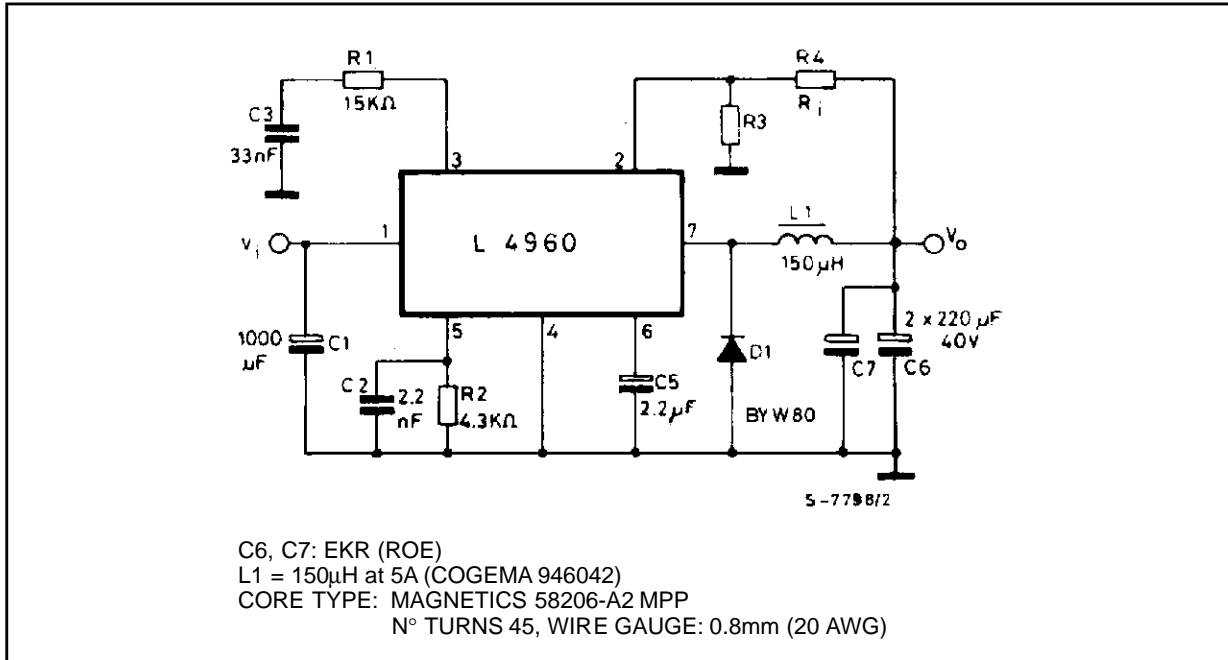 R1
15KΩ
C3
33nF
R4
Ri
R3
3
2
Vi
1
L 4960
7
L1
150µH
Vo
5
4
6
1000
µF
C1
C2
2.2
nF
R2
4.3KΩ
C5
2.2µF
D1
BYW80
C7
C6
2 x 220 µF
40V
S-7798/2
C6, C7: EKR (ROE)
L1 = 150µH at 5A (COGEMA 946042)
CORE TYPE: MAGNETICS 58206-A2 MPP
N° TURNS 45, WIRE GAUGE: 0.8mm (20 AWG)